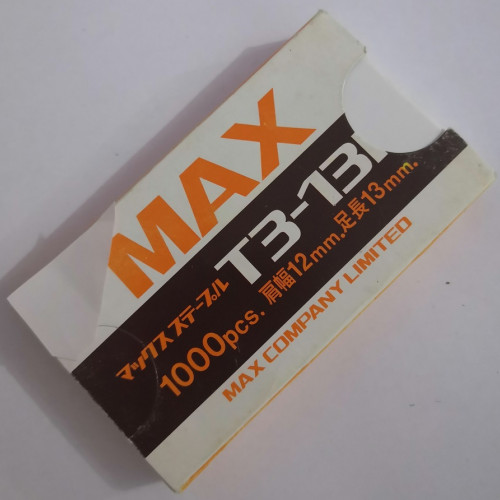 MAX
マックス ステープル T3-13
1000pcs. 肩幅12mm.足長13mm.
MAX COMPANY LIMITED